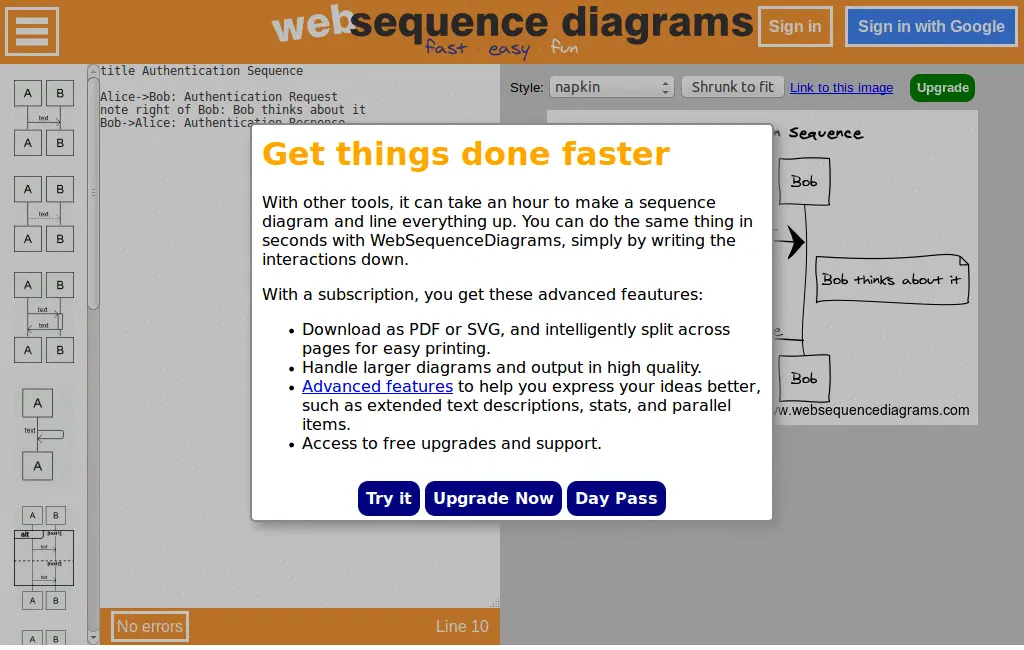 websequence diagrams
fast · easy · fun
Sign in
Sign in with Google
title Authentication Sequence
Alice->Bob: Authentication Request
note right of Bob: Bob thinks about it
Bob->Alice: Authentication Response
Style:
napkin
Shrunk to fit
Link to this image
Upgrade
A B
text
A B
A B
text
A B
A B
text
text
A B
A
text
A
A B
alt [text1]
text
[text2]
text
A B
A B
n Sequence
Bob
Bob thinks about it
Bob
w.websequencediagrams.com
Get things done faster
With other tools, it can take an hour to make a sequence
diagram and line everything up. You can do the same thing in
seconds with WebSequenceDiagrams, simply by writing the
interactions down.
With a subscription, you get these advanced feautures:
• Download as PDF or SVG, and intelligently split across
pages for easy printing.
• Handle larger diagrams and output in high quality.
• Advanced features to help you express your ideas better,
such as extended text descriptions, stats, and parallel
items.
• Access to free upgrades and support.
Try it
Upgrade Now
Day Pass
No errors
Line 10